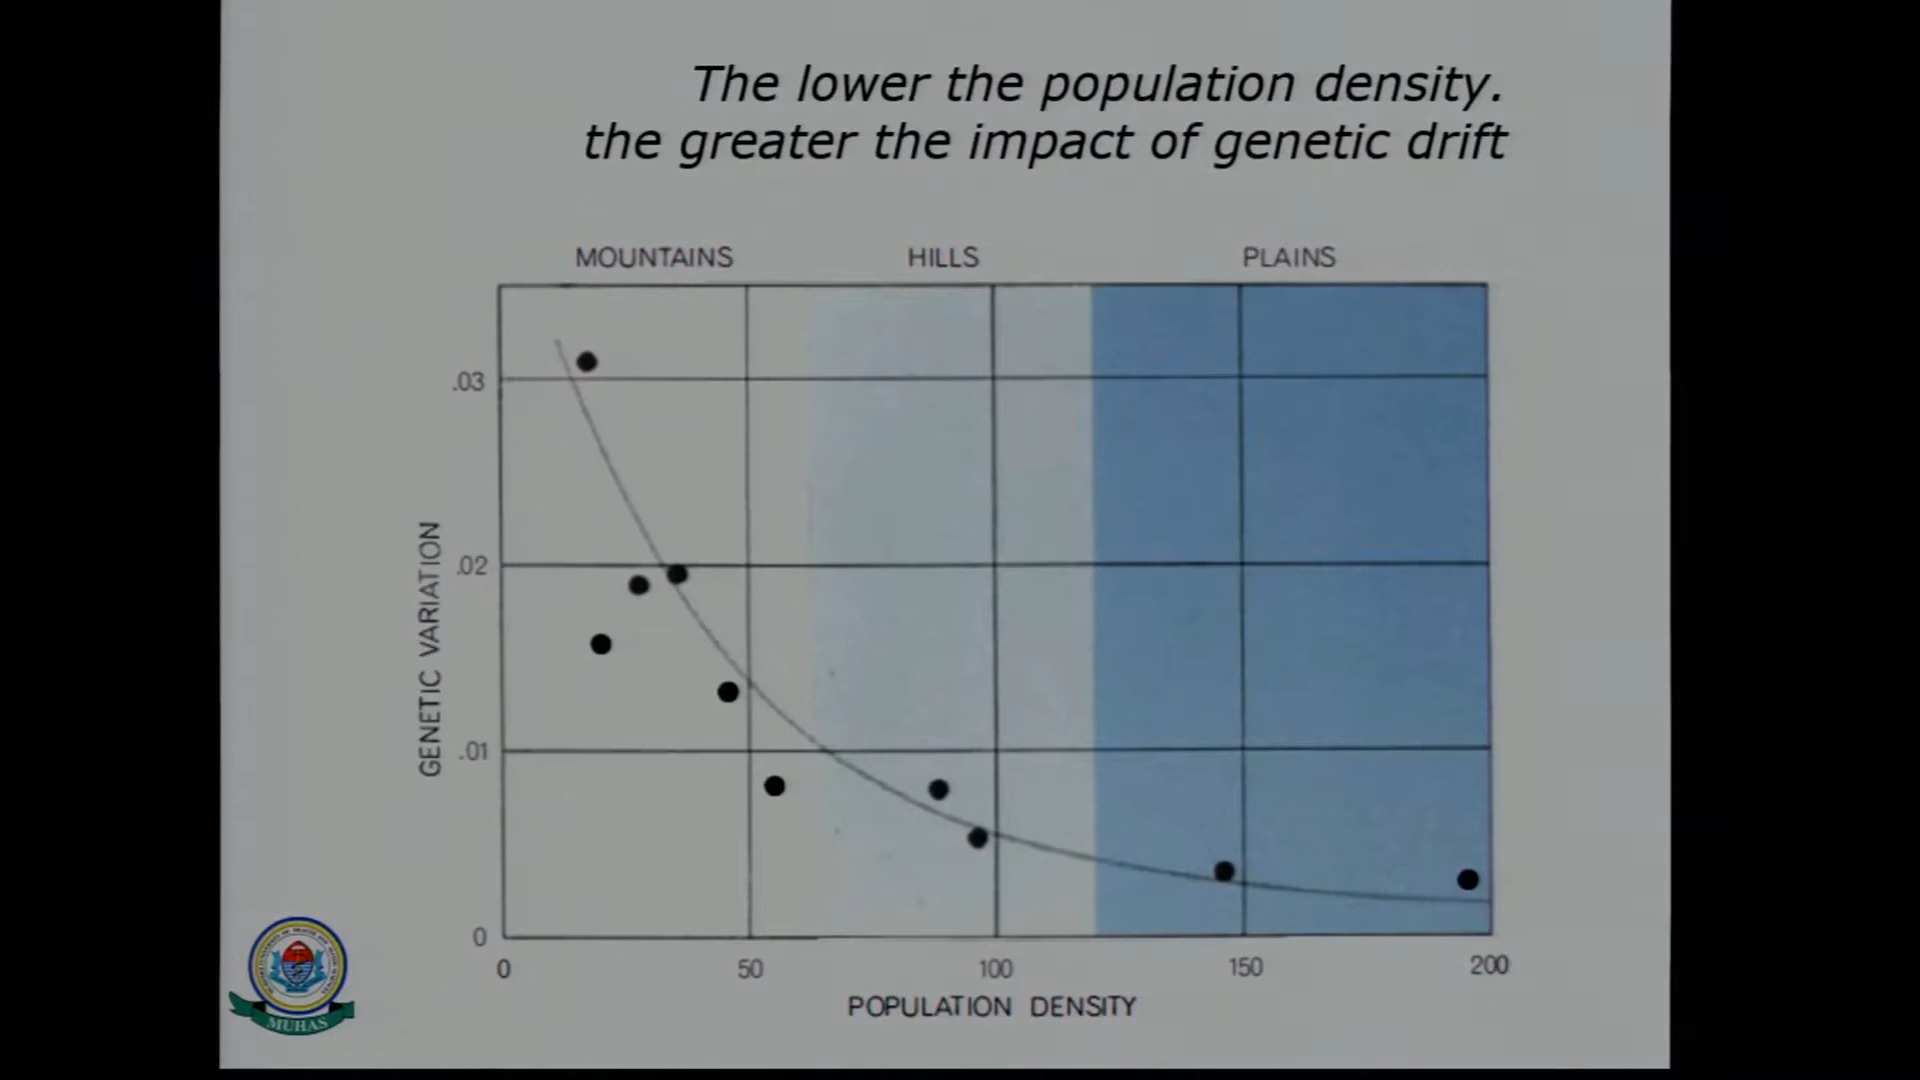 The lower the population density.
the greater the impact of genetic drift
MOUNTAINS HILLS PLAINS
.03
.02
.01
0
GENETIC VARIATION
0 50 100 150 200
POPULATION DENSITY
MUHAS